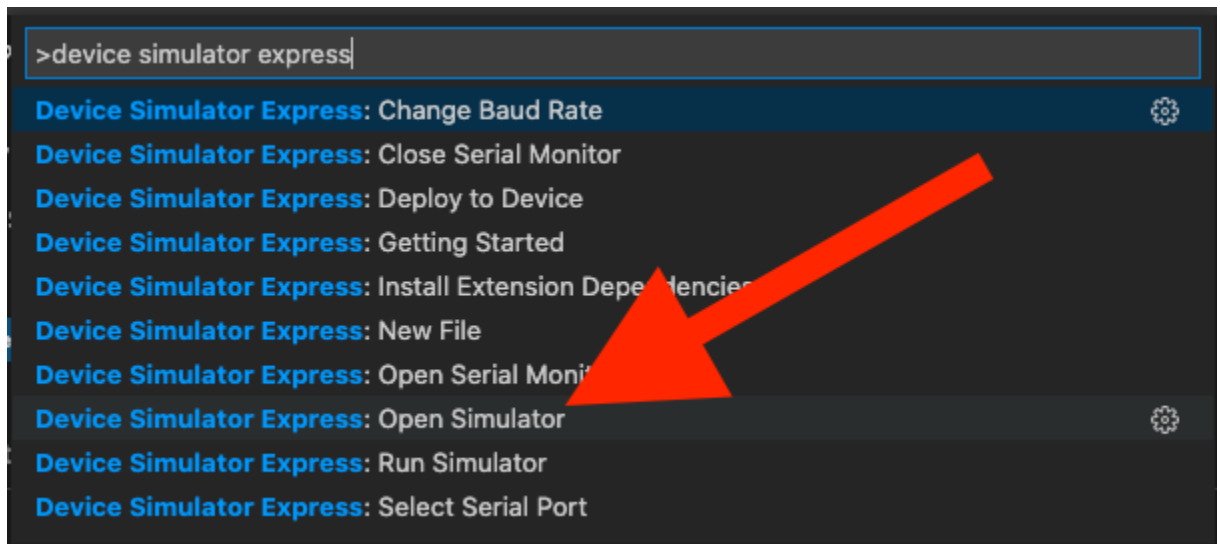 >device simulator express
Device Simulator Express: Change Baud Rate
Device Simulator Express: Close Serial Monitor
Device Simulator Express: Deploy to Device
Device Simulator Express: Getting Started
Device Simulator Express: Install Extension Dependencies
Device Simulator Express: New File
Device Simulator Express: Open Serial Moni
Device Simulator Express: Open Simulator
Device Simulator Express: Run Simulator
Device Simulator Express: Select Serial Port